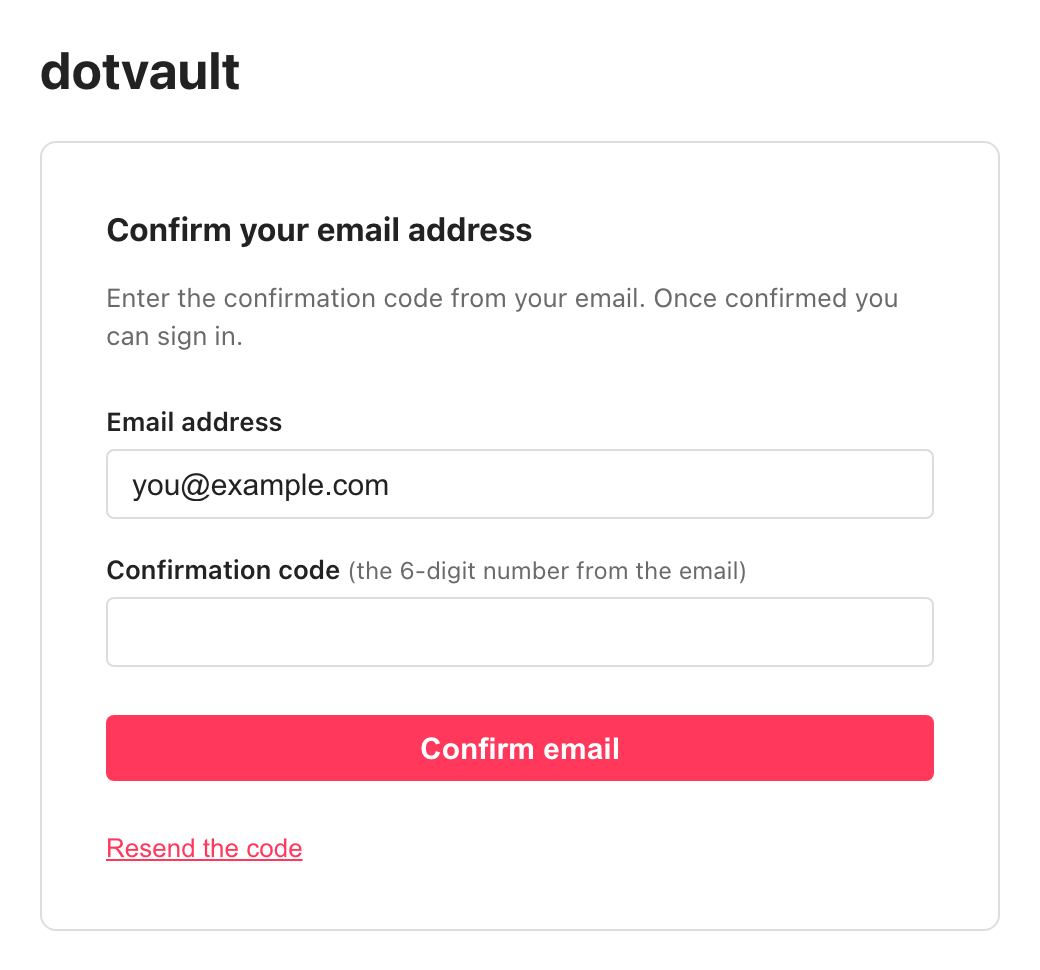 dotvault
Confirm your email address
Enter the confirmation code from your email. Once confirmed you
can sign in.
Email address
you@example.com
Confirmation code (the 6-digit number from the email)
Confirm email
Resend the code